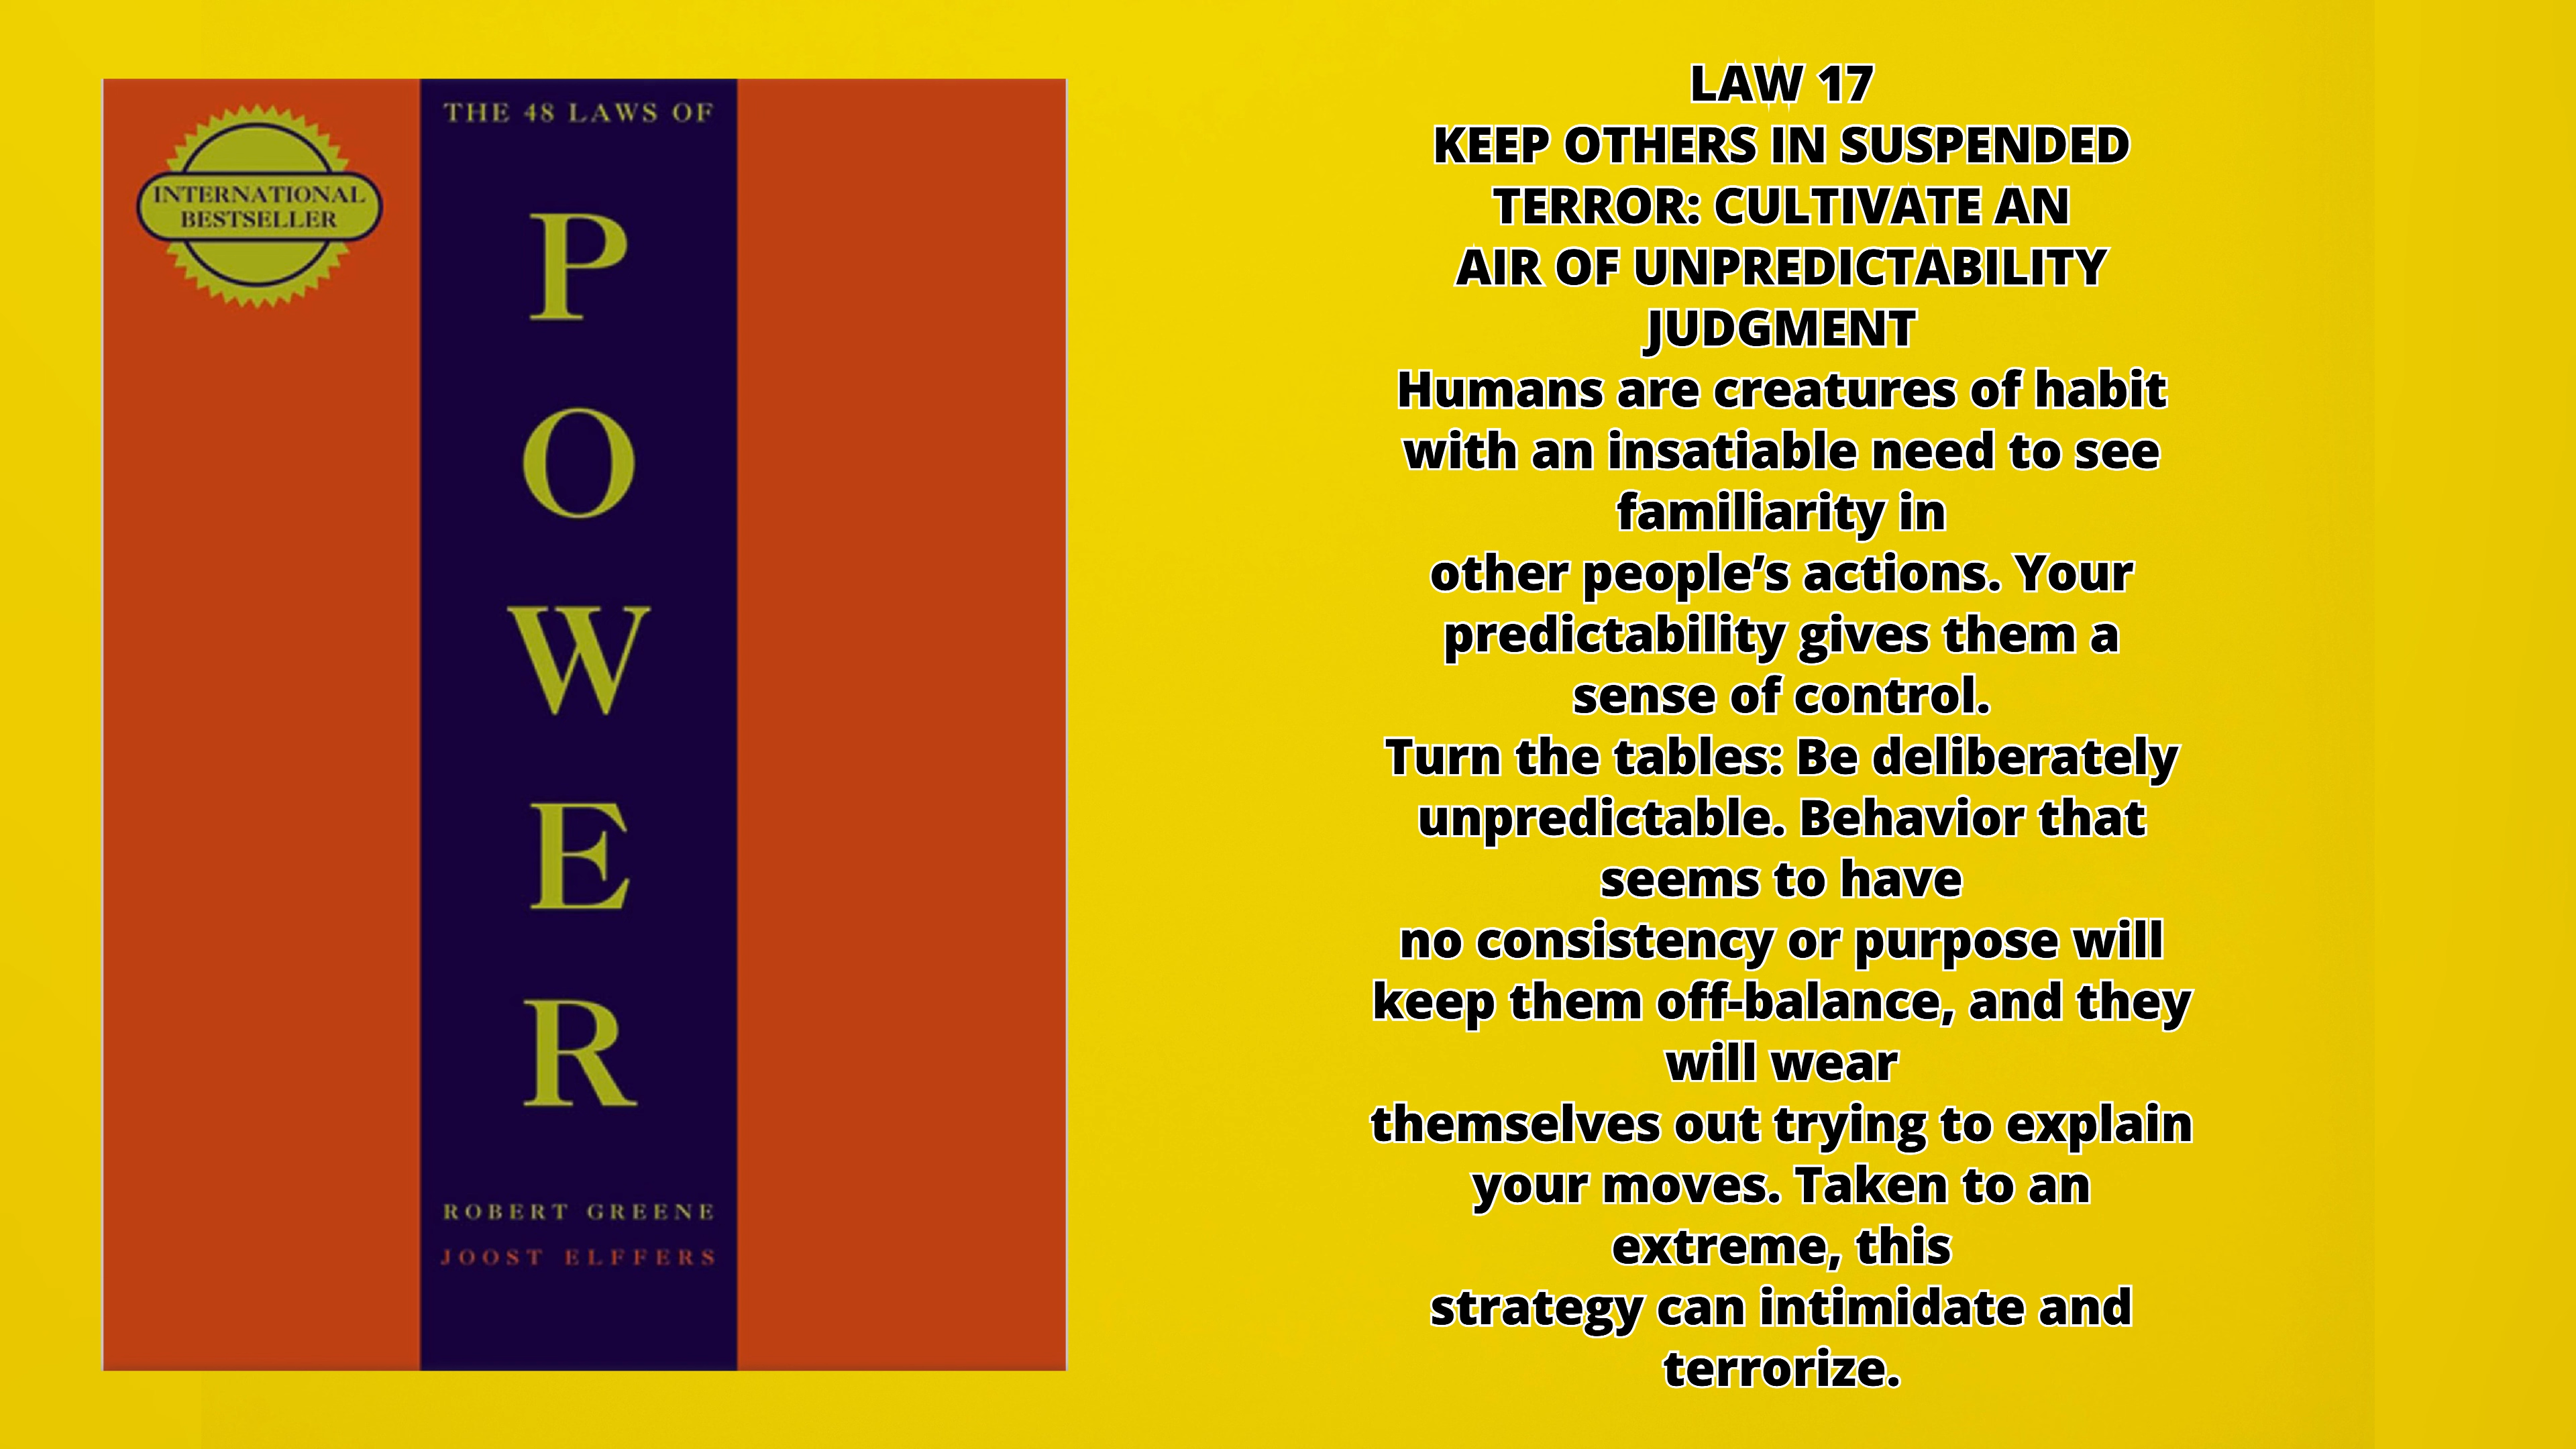 THE 48 LAWS OF
INTERNATIONAL
BESTSELLER
P
O
W
E
R
ROBERT GREENE
JOOST ELFFERS
LAW 17
KEEP OTHERS IN SUSPENDED
TERROR: CULTIVATE AN
AIR OF UNPREDICTABILITY
JUDGMENT
Humans are creatures of habit
with an insatiable need to see
familiarity in
other people’s actions. Your
predictability gives them a
sense of control.
Turn the tables: Be deliberately
unpredictable. Behavior that
seems to have
no consistency or purpose will
keep them off-balance, and they
will wear
themselves out trying to explain
your moves. Taken to an
extreme, this
strategy can intimidate and
terrorize.